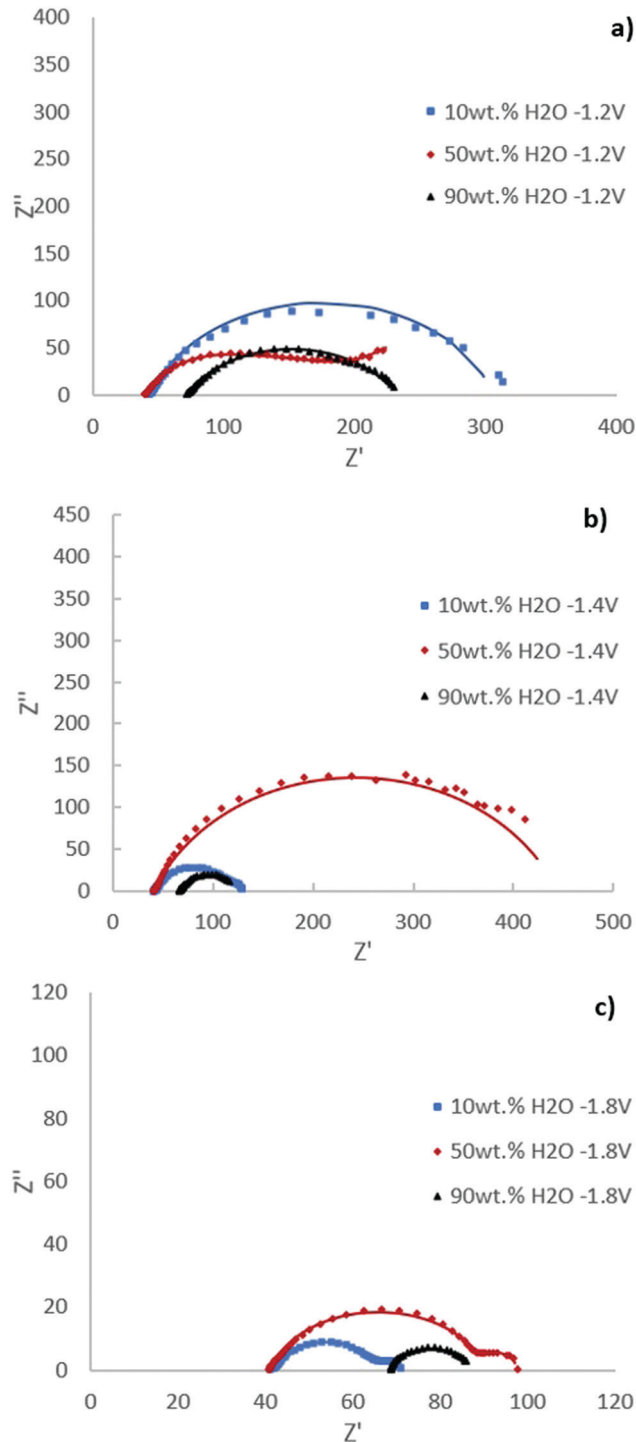 a)
400
350
300
250
200
150
100
50
0
Z''
10wt.% H2O -1.2V
50wt.% H2O -1.2V
90wt.% H2O -1.2V
0 100 200 300 400
Z'
b)
450
400
350
300
250
200
150
100
50
0
Z''
10wt.% H2O -1.4V
50wt.% H2O -1.4V
90wt.% H2O -1.4V
0 100 200 300 400 500
Z'
c)
120
100
80
60
40
20
0
Z''
10wt.% H2O -1.8V
50wt.% H2O -1.8V
90wt.% H2O -1.8V
0 20 40 60 80 100 120
Z'